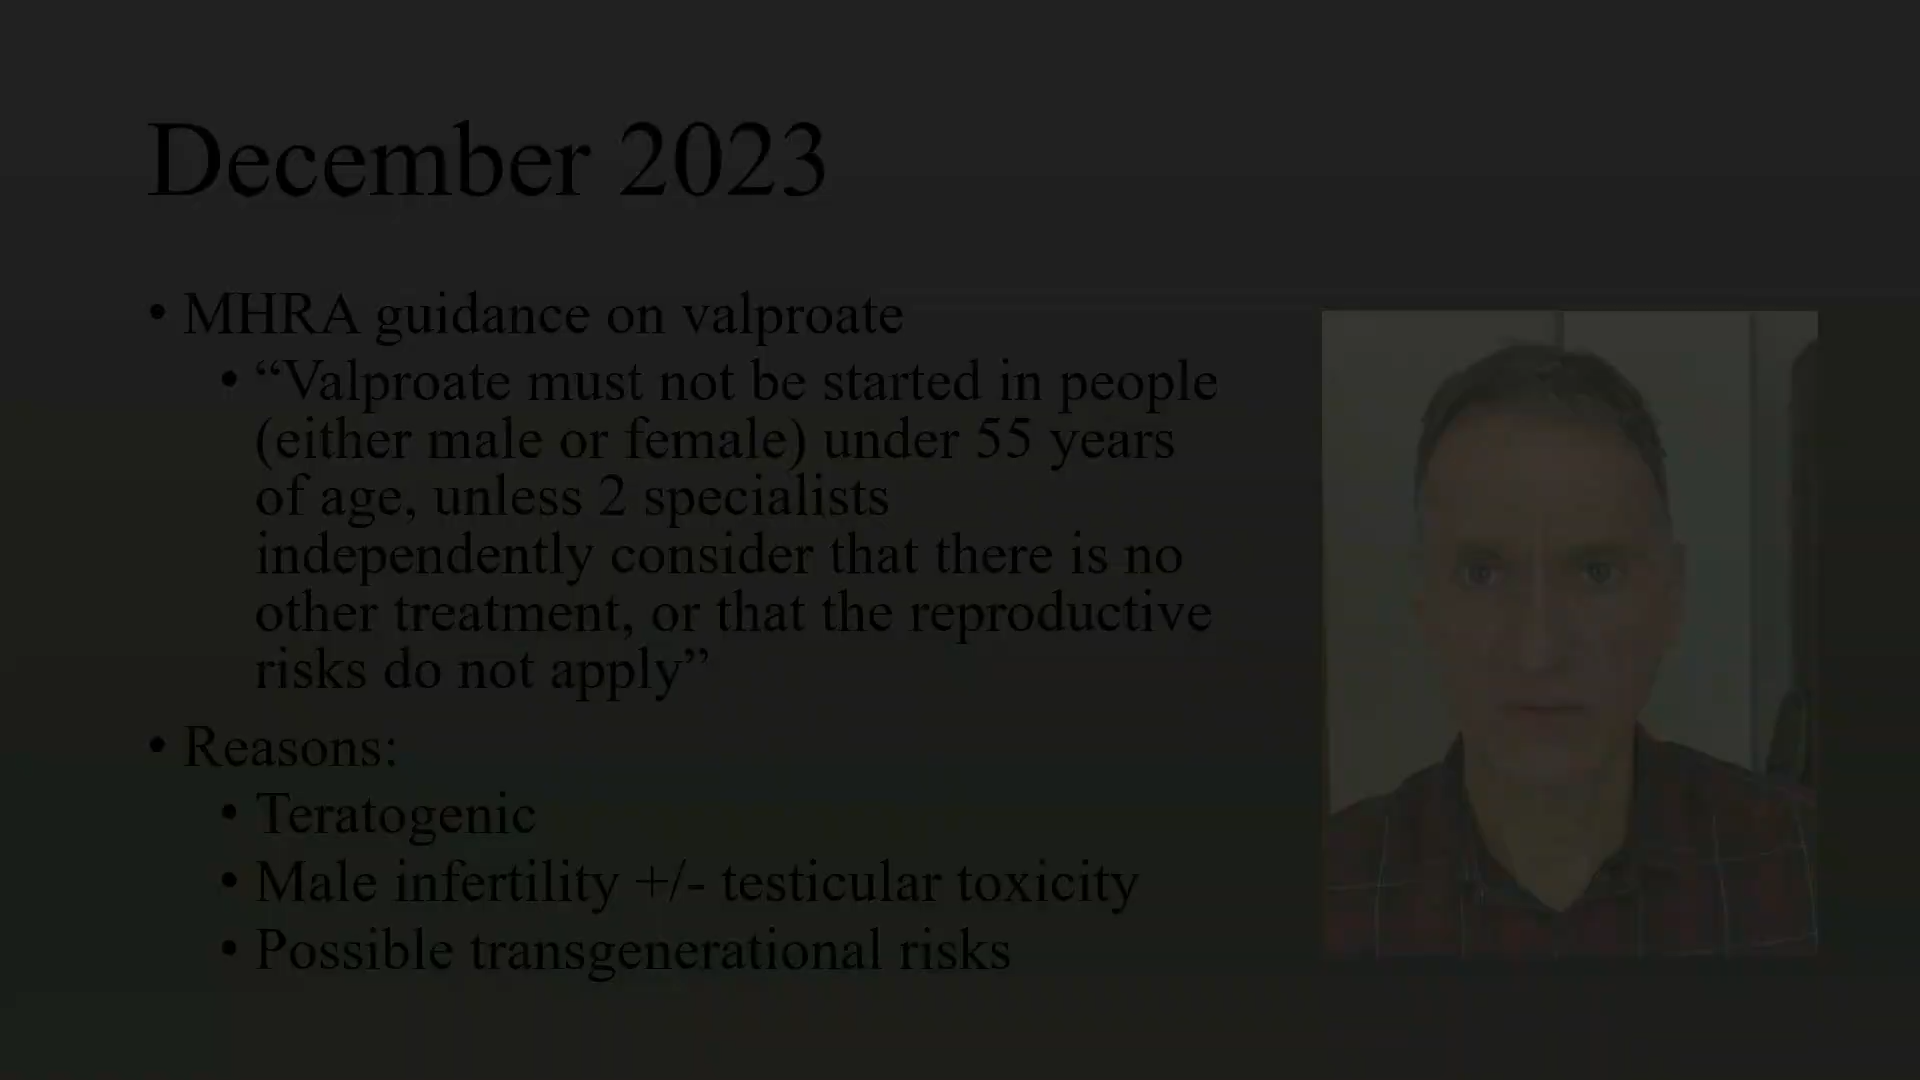 December 2023
• MHRA guidance on valproate
• “Valproate must not be started in people
(either male or female) under 55 years
of age, unless 2 specialists
independently consider that there is no
other treatment, or that the reproductive
risks do not apply”
• Reasons:
• Teratogenic
• Male infertility +/- testicular toxicity
• Possible transgenerational risks